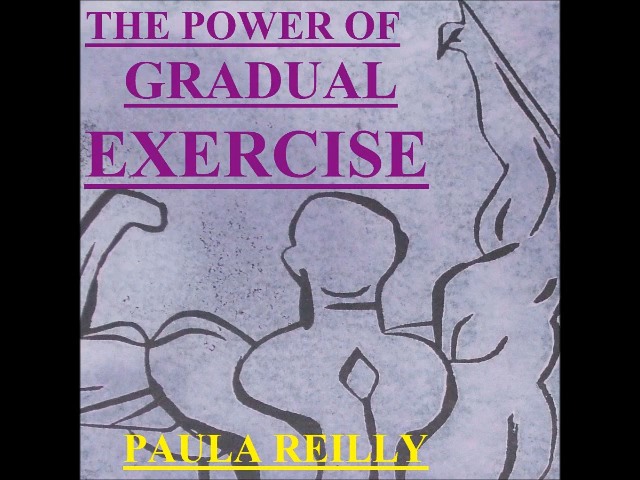 THE POWER OF
GRADUAL
EXERCISE
PAULA REILLY